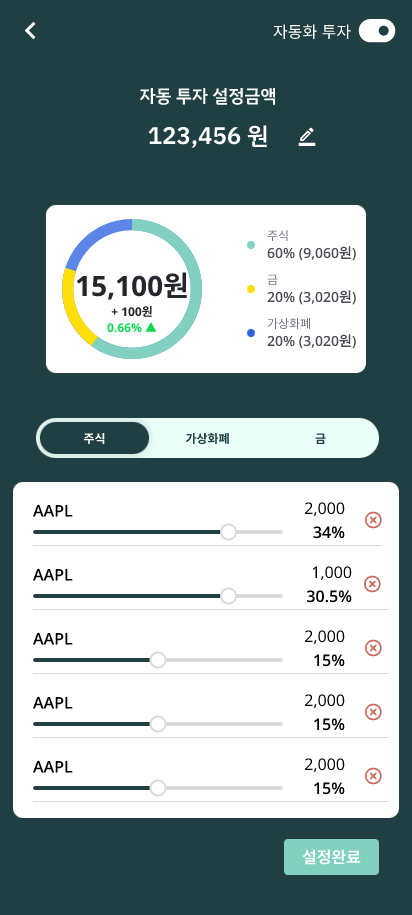 자동화 투자
자동 투자 설정금액
123,456 원
15,100원
+ 100원
0.66% ▲
주식
60% (9,060원)
금
20% (3,020원)
가상화폐
20% (3,020원)
주식
가상화폐
금
AAPL
2,000
34%
AAPL
1,000
30.5%
AAPL
2,000
15%
AAPL
2,000
15%
AAPL
2,000
15%
설정완료